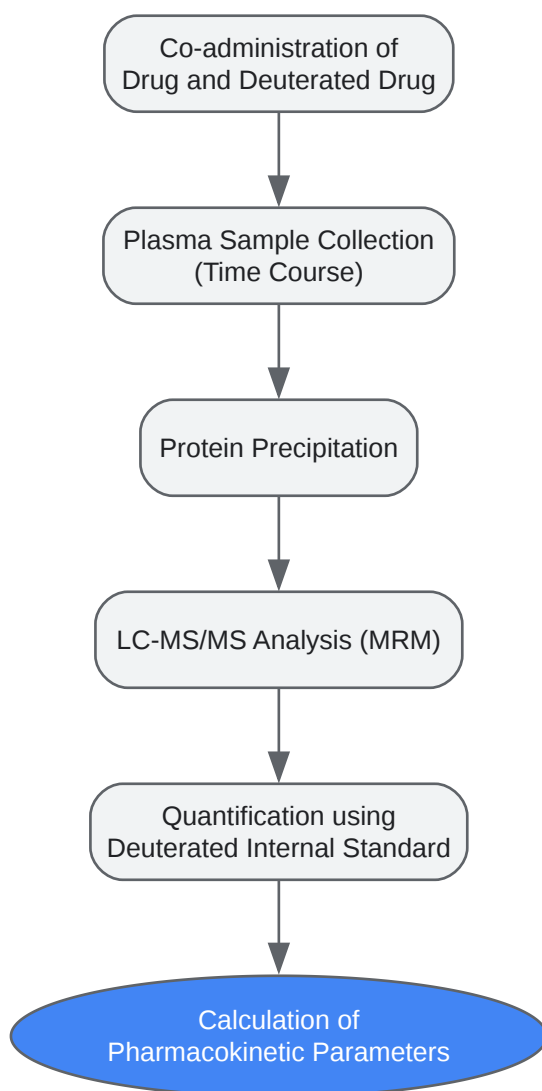 Co-administration of
Drug and Deuterated Drug
Plasma Sample Collection
(Time Course)
Protein Precipitation
LC-MS/MS Analysis (MRM)
Quantification using
Deuterated Internal Standard
Calculation of
Pharmacokinetic Parameters